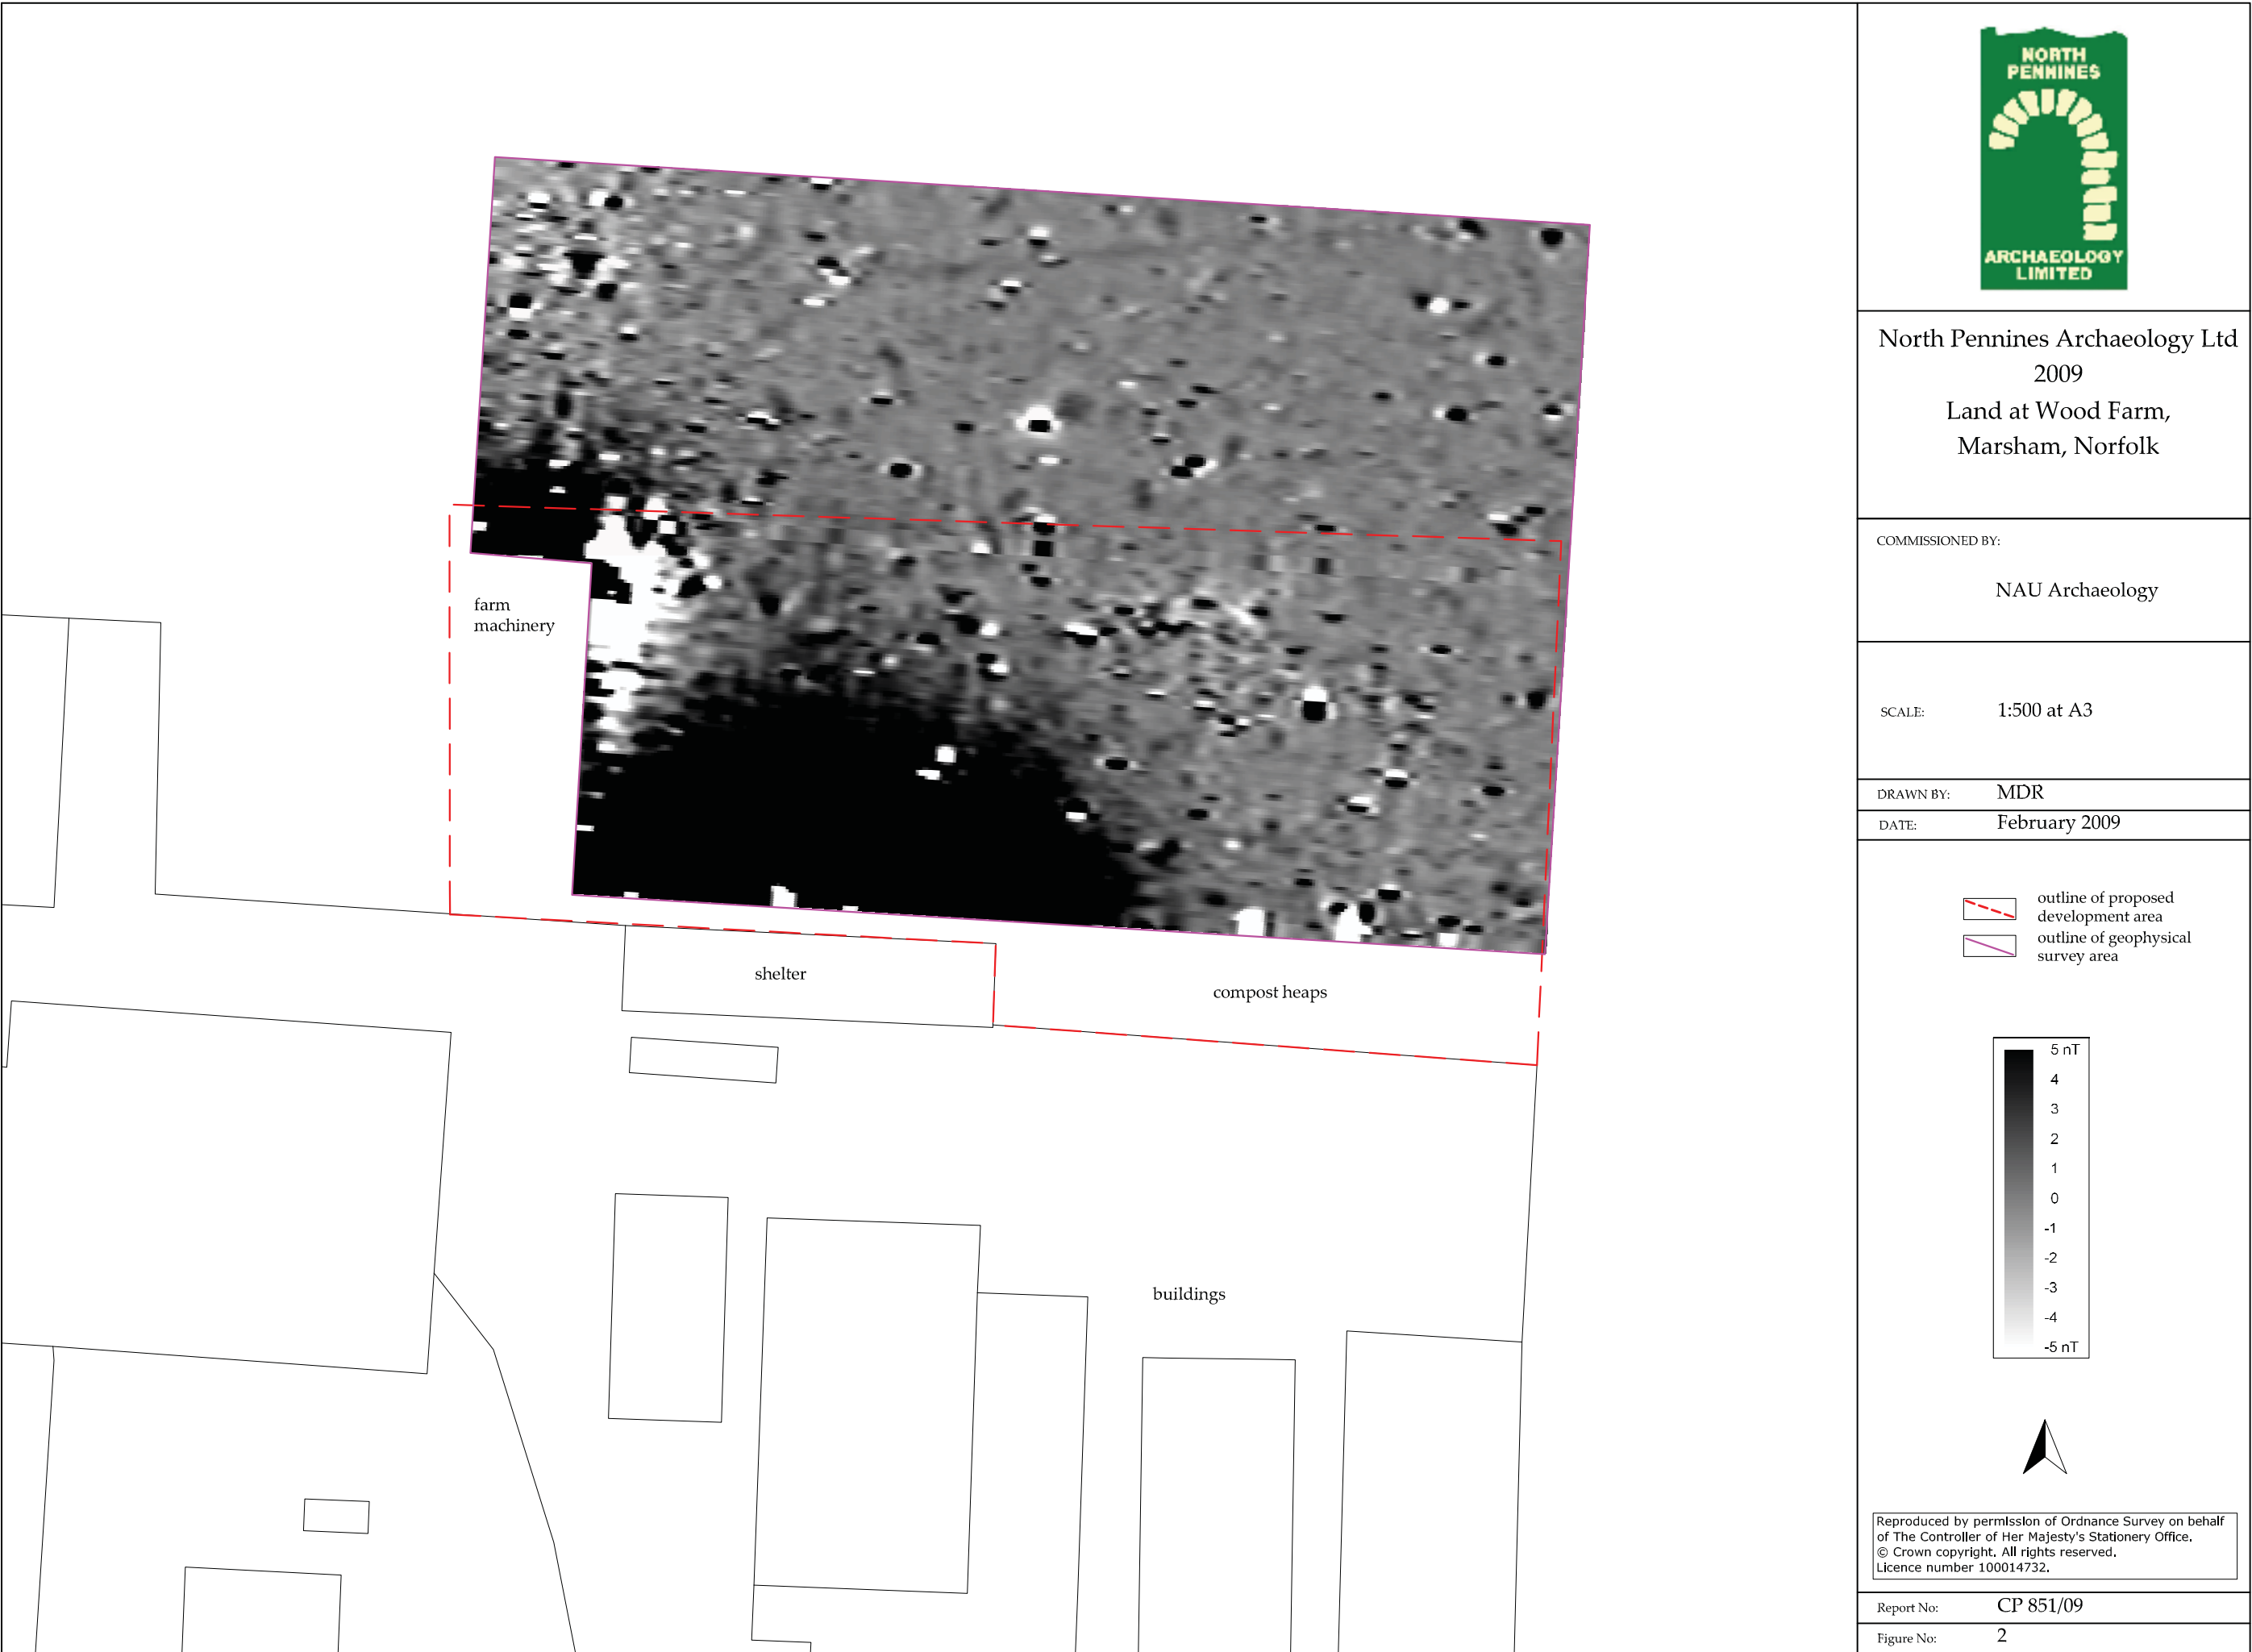 NORTH
PENNINES
ARCHAEOLOGY
LIMITED
North Pennines Archaeology Ltd
2009
Land at Wood Farm,
Marsham, Norfolk
COMMISSIONED BY:
NAU Archaeology
SCALE: 1:500 at A3
DRAWN BY: MDR
DATE: February 2009
outline of proposed
development area
outline of geophysical
survey area
5 nT
4
3
2
1
0
-1
-2
-3
-4
-5 nT
Reproduced by permission of Ordnance Survey on behalf
of The Controller of Her Majesty's Stationery Office.
© Crown copyright. All rights reserved.
Licence number 100014732.
Report No: CP 851/09
Figure No: 2
farm
machinery
shelter
compost heaps
buildings